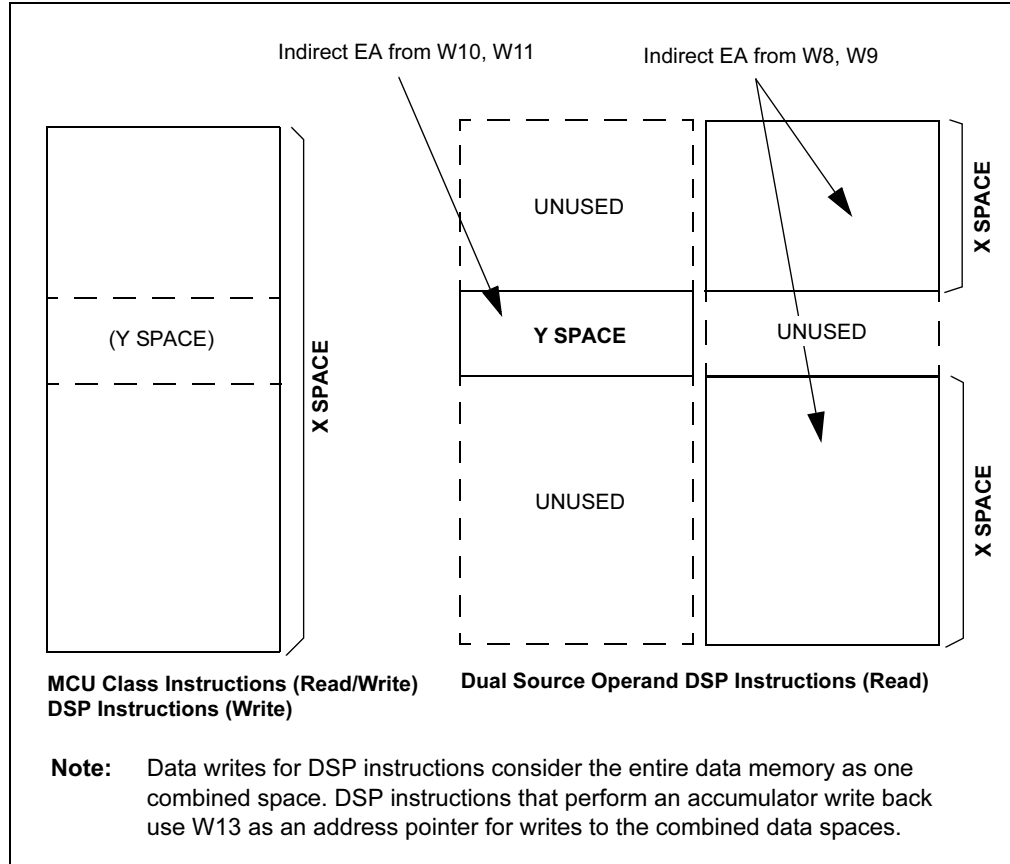 Indirect EA from W10, W11
Indirect EA from W8, W9
UNUSED
X SPACE
(Y SPACE)
X SPACE
Y SPACE
UNUSED
UNUSED
X SPACE
MCU Class Instructions (Read/Write)
DSP Instructions (Write)
Dual Source Operand DSP Instructions (Read)
Note: Data writes for DSP instructions consider the entire data memory as one
combined space. DSP instructions that perform an accumulator write back
use W13 as an address pointer for writes to the combined data spaces.